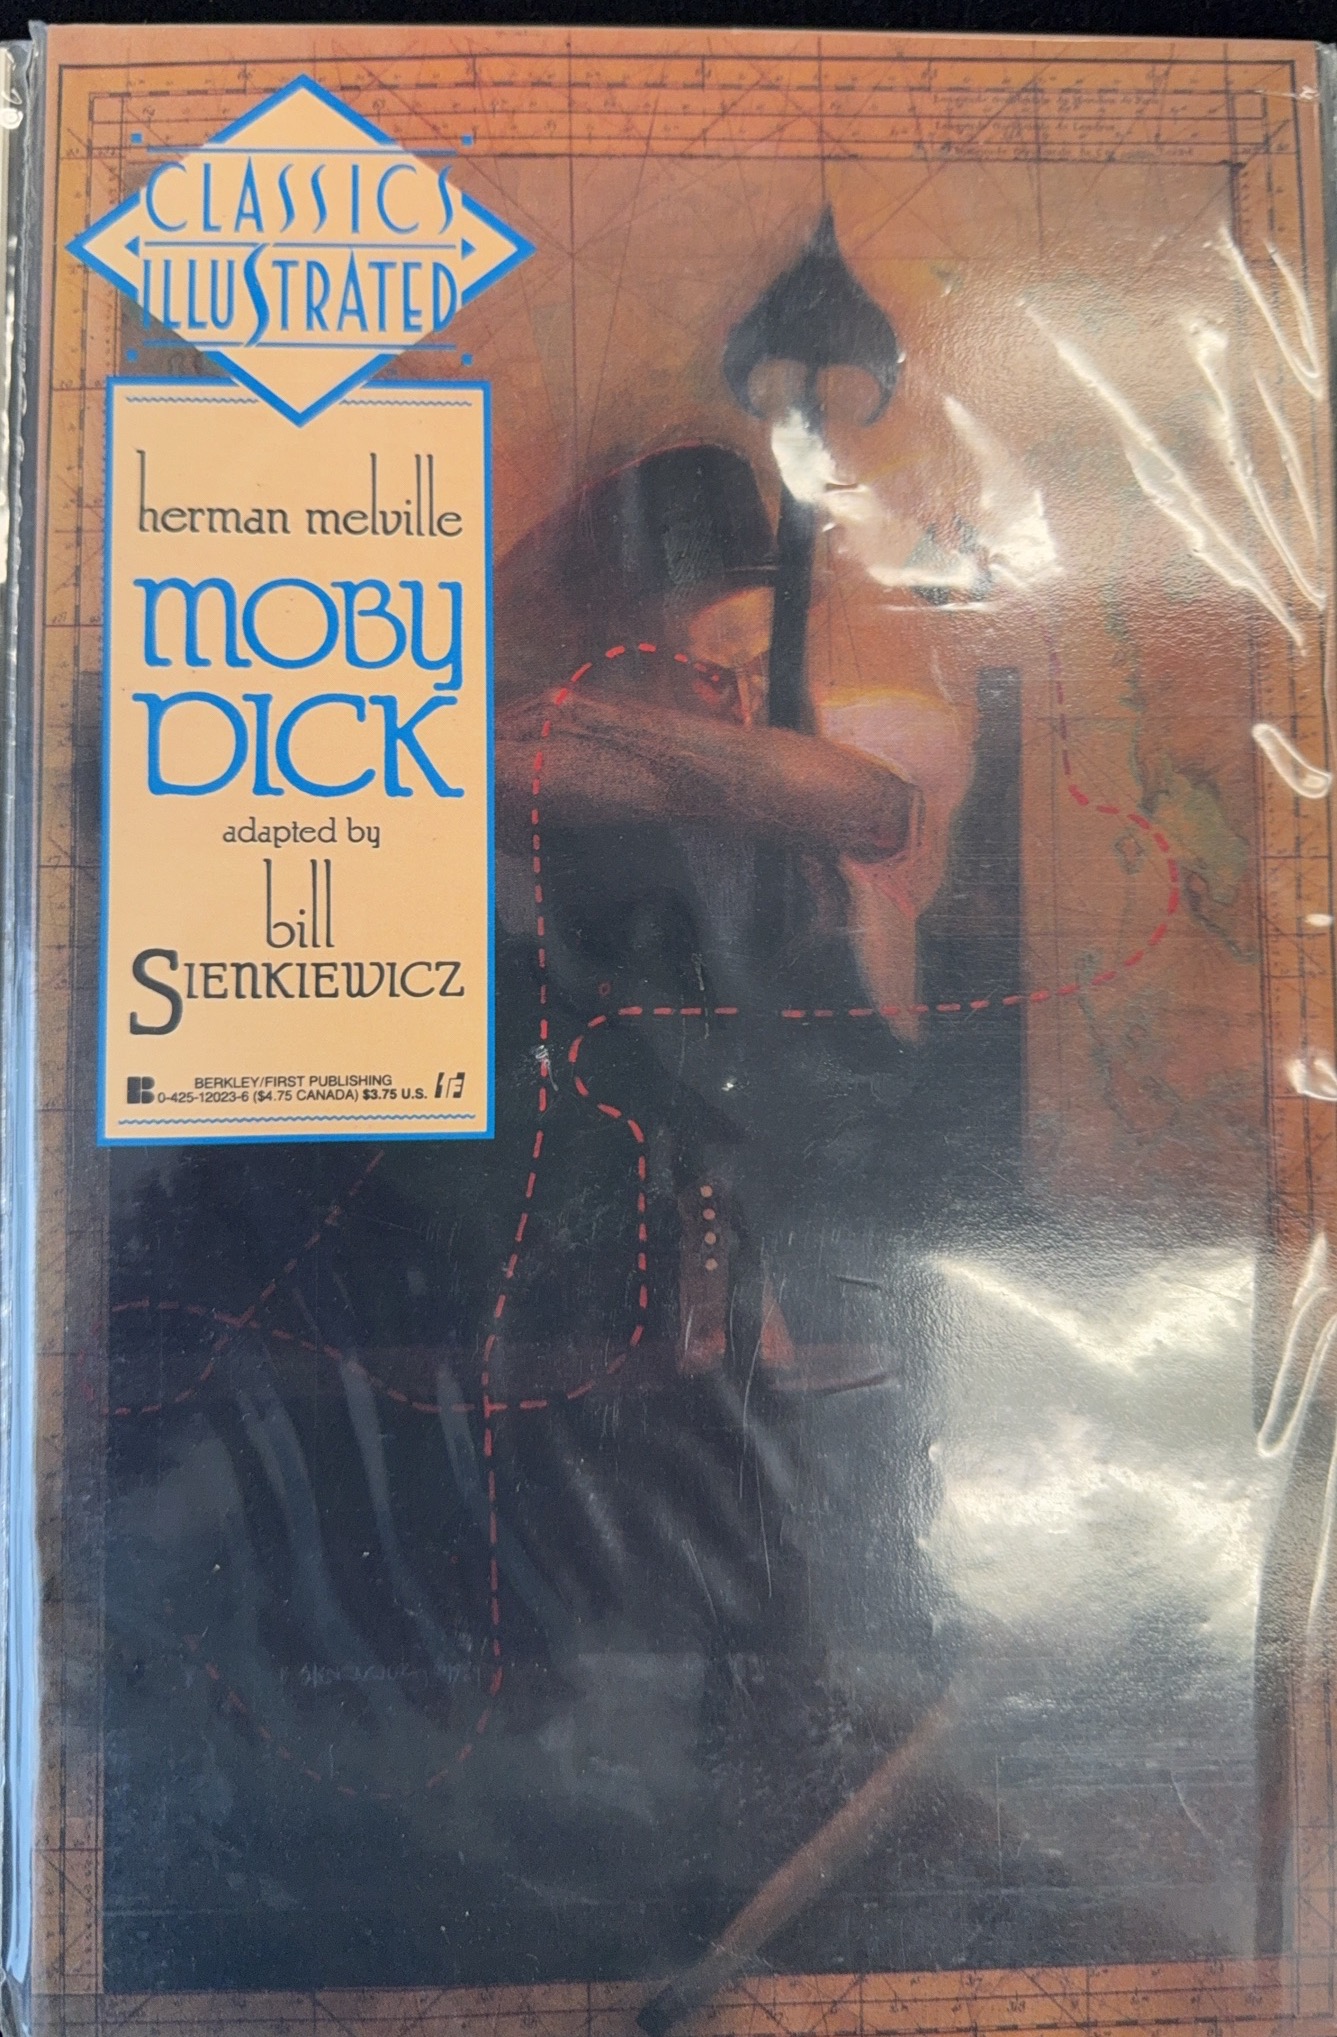 CLASSICS
ILLUSTRATED
herman melville
MOBY
DICK
adapted by
bill
SIENKIEWICZ
BERKLEY/FIRST PUBLISHING
0-425-12023-6 ($4.75 CANADA) $3.75 U.S.